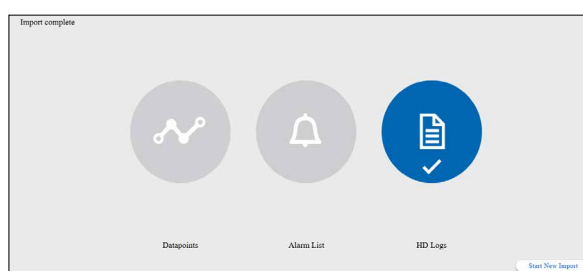 Import complete
Datapoints
Alarm List
HD Logs
Start New Import